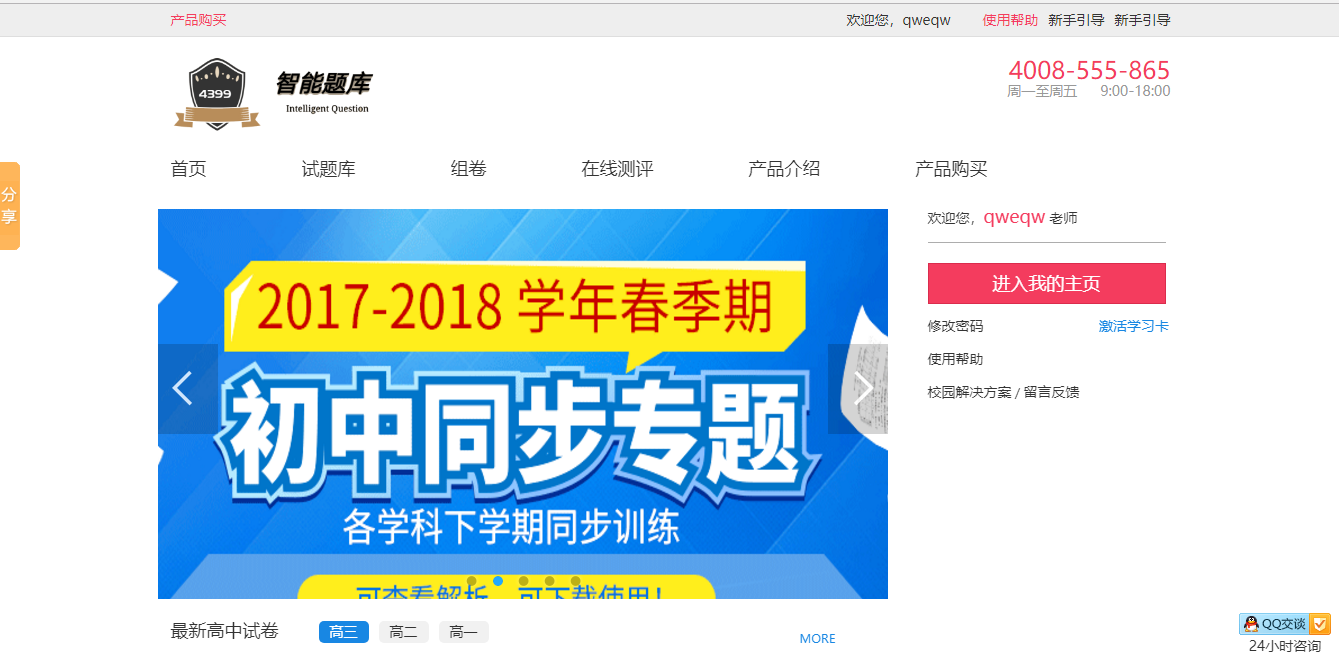 产品购买 欢迎您，qweqw 使用帮助 新手引导 新手引导
4399 智能题库
Intelligent Question
4008-555-865
周一至周五 9:00-18:00
首页 试题库 组卷 在线测评 产品介绍 产品购买
分享
2017-2018 学年春季期
初中同步专题
各学科下学期同步训练
可查看解析 可下载使用！
欢迎您，qweqw 老师
进入我的主页
修改密码 激活学习卡
使用帮助
校园解决方案 / 留言反馈
最新高中试卷 高三 高二 高一 MORE
QQ交谈
24小时咨询